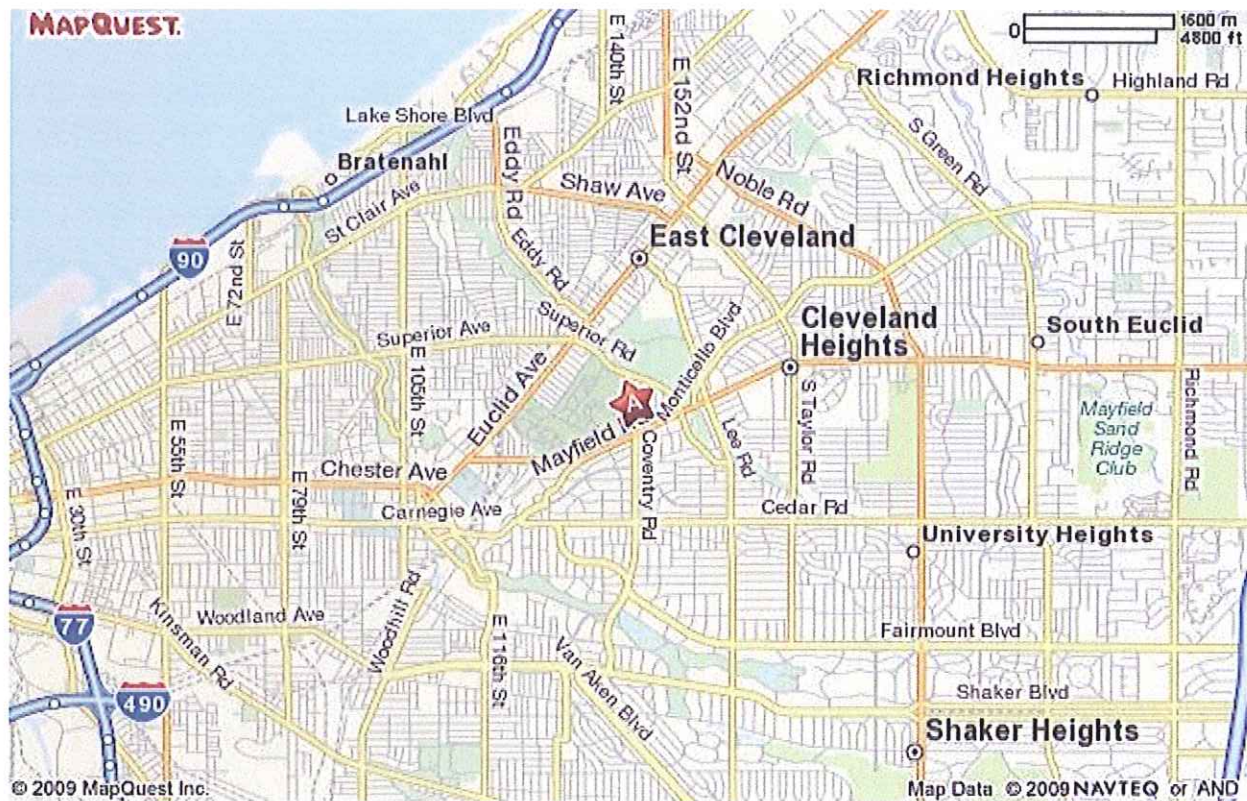 MAPQUEST.
0
1600 m
4800 ft
E 140th St
E 152nd St
Richmond Heights
Highland Rd
Lake Shore Blvd
Eddy Rd
S Green Rd
Bratenahl
St Clair Ave
Shaw Ave
Noble Rd
90
E 72nd St
Eddy Rd
East Cleveland
Superior Ave
Superior Rd
Monticello Blvd
Cleveland
Heights
South Euclid
E 105th St
Euclid Ave
A
Mayfield
Coventry Rd
Lee Rd
S Taylor Rd
Mayfield
Sand
Ridge
Club
Richmond Rd
E 55th St
Chester Ave
E 79th St
E 30th St
Carnegie Ave
Cedar Rd
University Heights
77
Kinsman Rd
Woodland Ave
Woodhill Rd
E 116th St
Van Aken Blvd
Fairmount Blvd
490
Shaker Blvd
Shaker Heights
© 2009 MapQuest Inc.
Map Data © 2009 NAVTEQ or AND